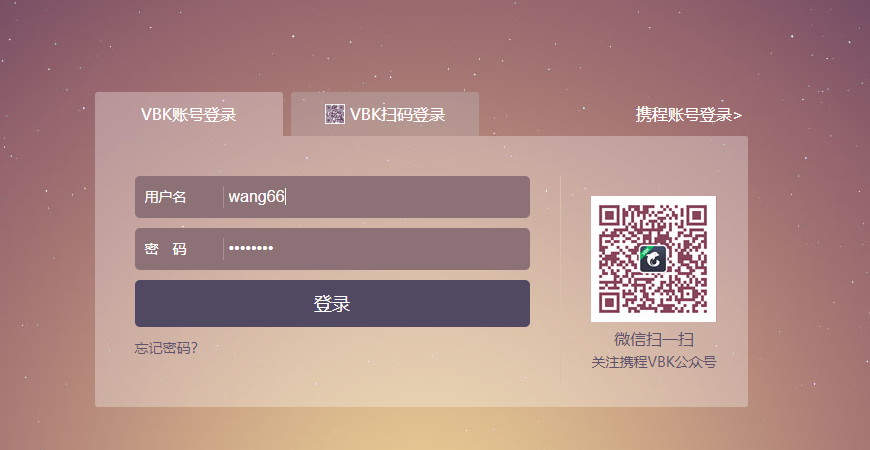 VBK账号登录
VBK扫码登录
携程账号登录>
用户名 wang66
密 码 ••••••••
登录
忘记密码?
微信扫一扫
关注携程VBK公众号